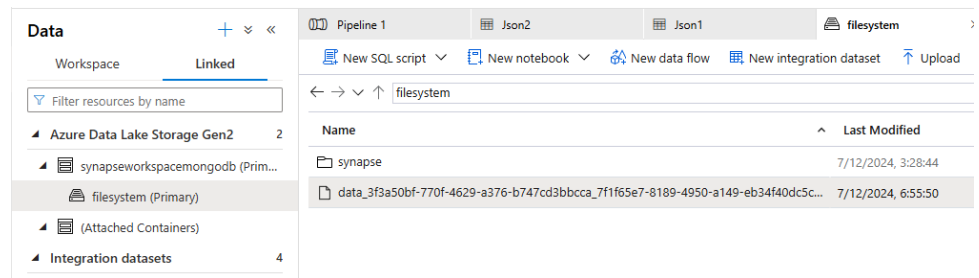 Data
Workspace
Linked
Filter resources by name
Azure Data Lake Storage Gen2 2
synapseworkspacemongodb (Prim...
filesystem (Primary)
(Attached Containers)
Integration datasets 4
Pipeline 1
Json2
Json1
filesystem
New SQL script
New notebook
New data flow
New integration dataset
Upload
filesystem
Name Last Modified
synapse 7/12/2024, 3:28:44
data_3f3a50bf-770f-4629-a376-b747cd3bbcca_7f1f65e7-8189-4950-a149-eb34f40dc5c... 7/12/2024, 6:55:50